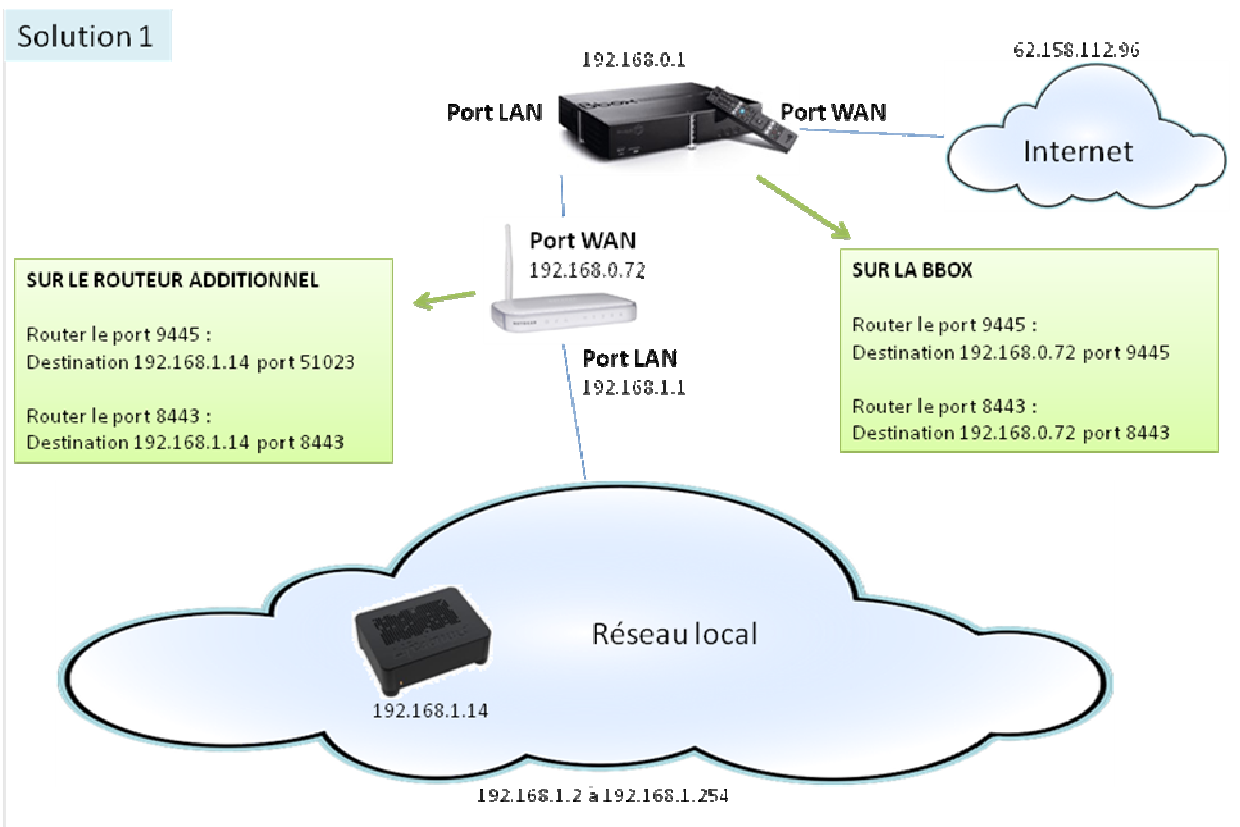 Solution 1
192.168.0.1
62.158.112.96
Port LAN
Port WAN
Internet
Port WAN
192.168.0.72
SUR LE ROUTEUR ADDITIONNEL
Router le port 9445 :
Destination 192.168.1.14 port 51023
Router le port 8443 :
Destination 192.168.1.14 port 8443
SUR LA BBOX
Router le port 9445 :
Destination 192.168.0.72 port 9445
Router le port 8443 :
Destination 192.168.0.72 port 8443
Port LAN
192.168.1.1
Réseau local
192.168.1.14
192.168.1.2 à 192.168.1.254